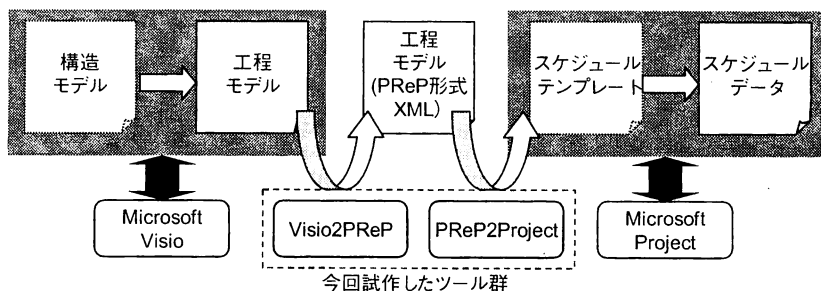 構造
モデル
工程
モデル
工程
モデル
(PReP形式
XML)
スケジュール
テンプレート
スケジュール
データ
Microsoft
Visio
Visio2PReP
PReP2Project
Microsoft
Project
今回試作したツール群